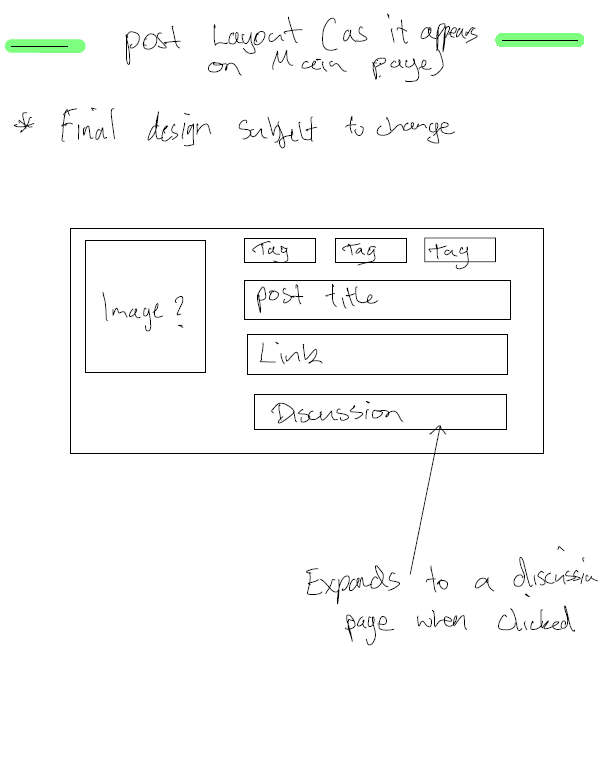 post Layout (as it appears
on Main page)
* Final design subject to change
Tag Tag Tag
Image?
post title
Link
Discussion
Expands to a discussion
page when clicked